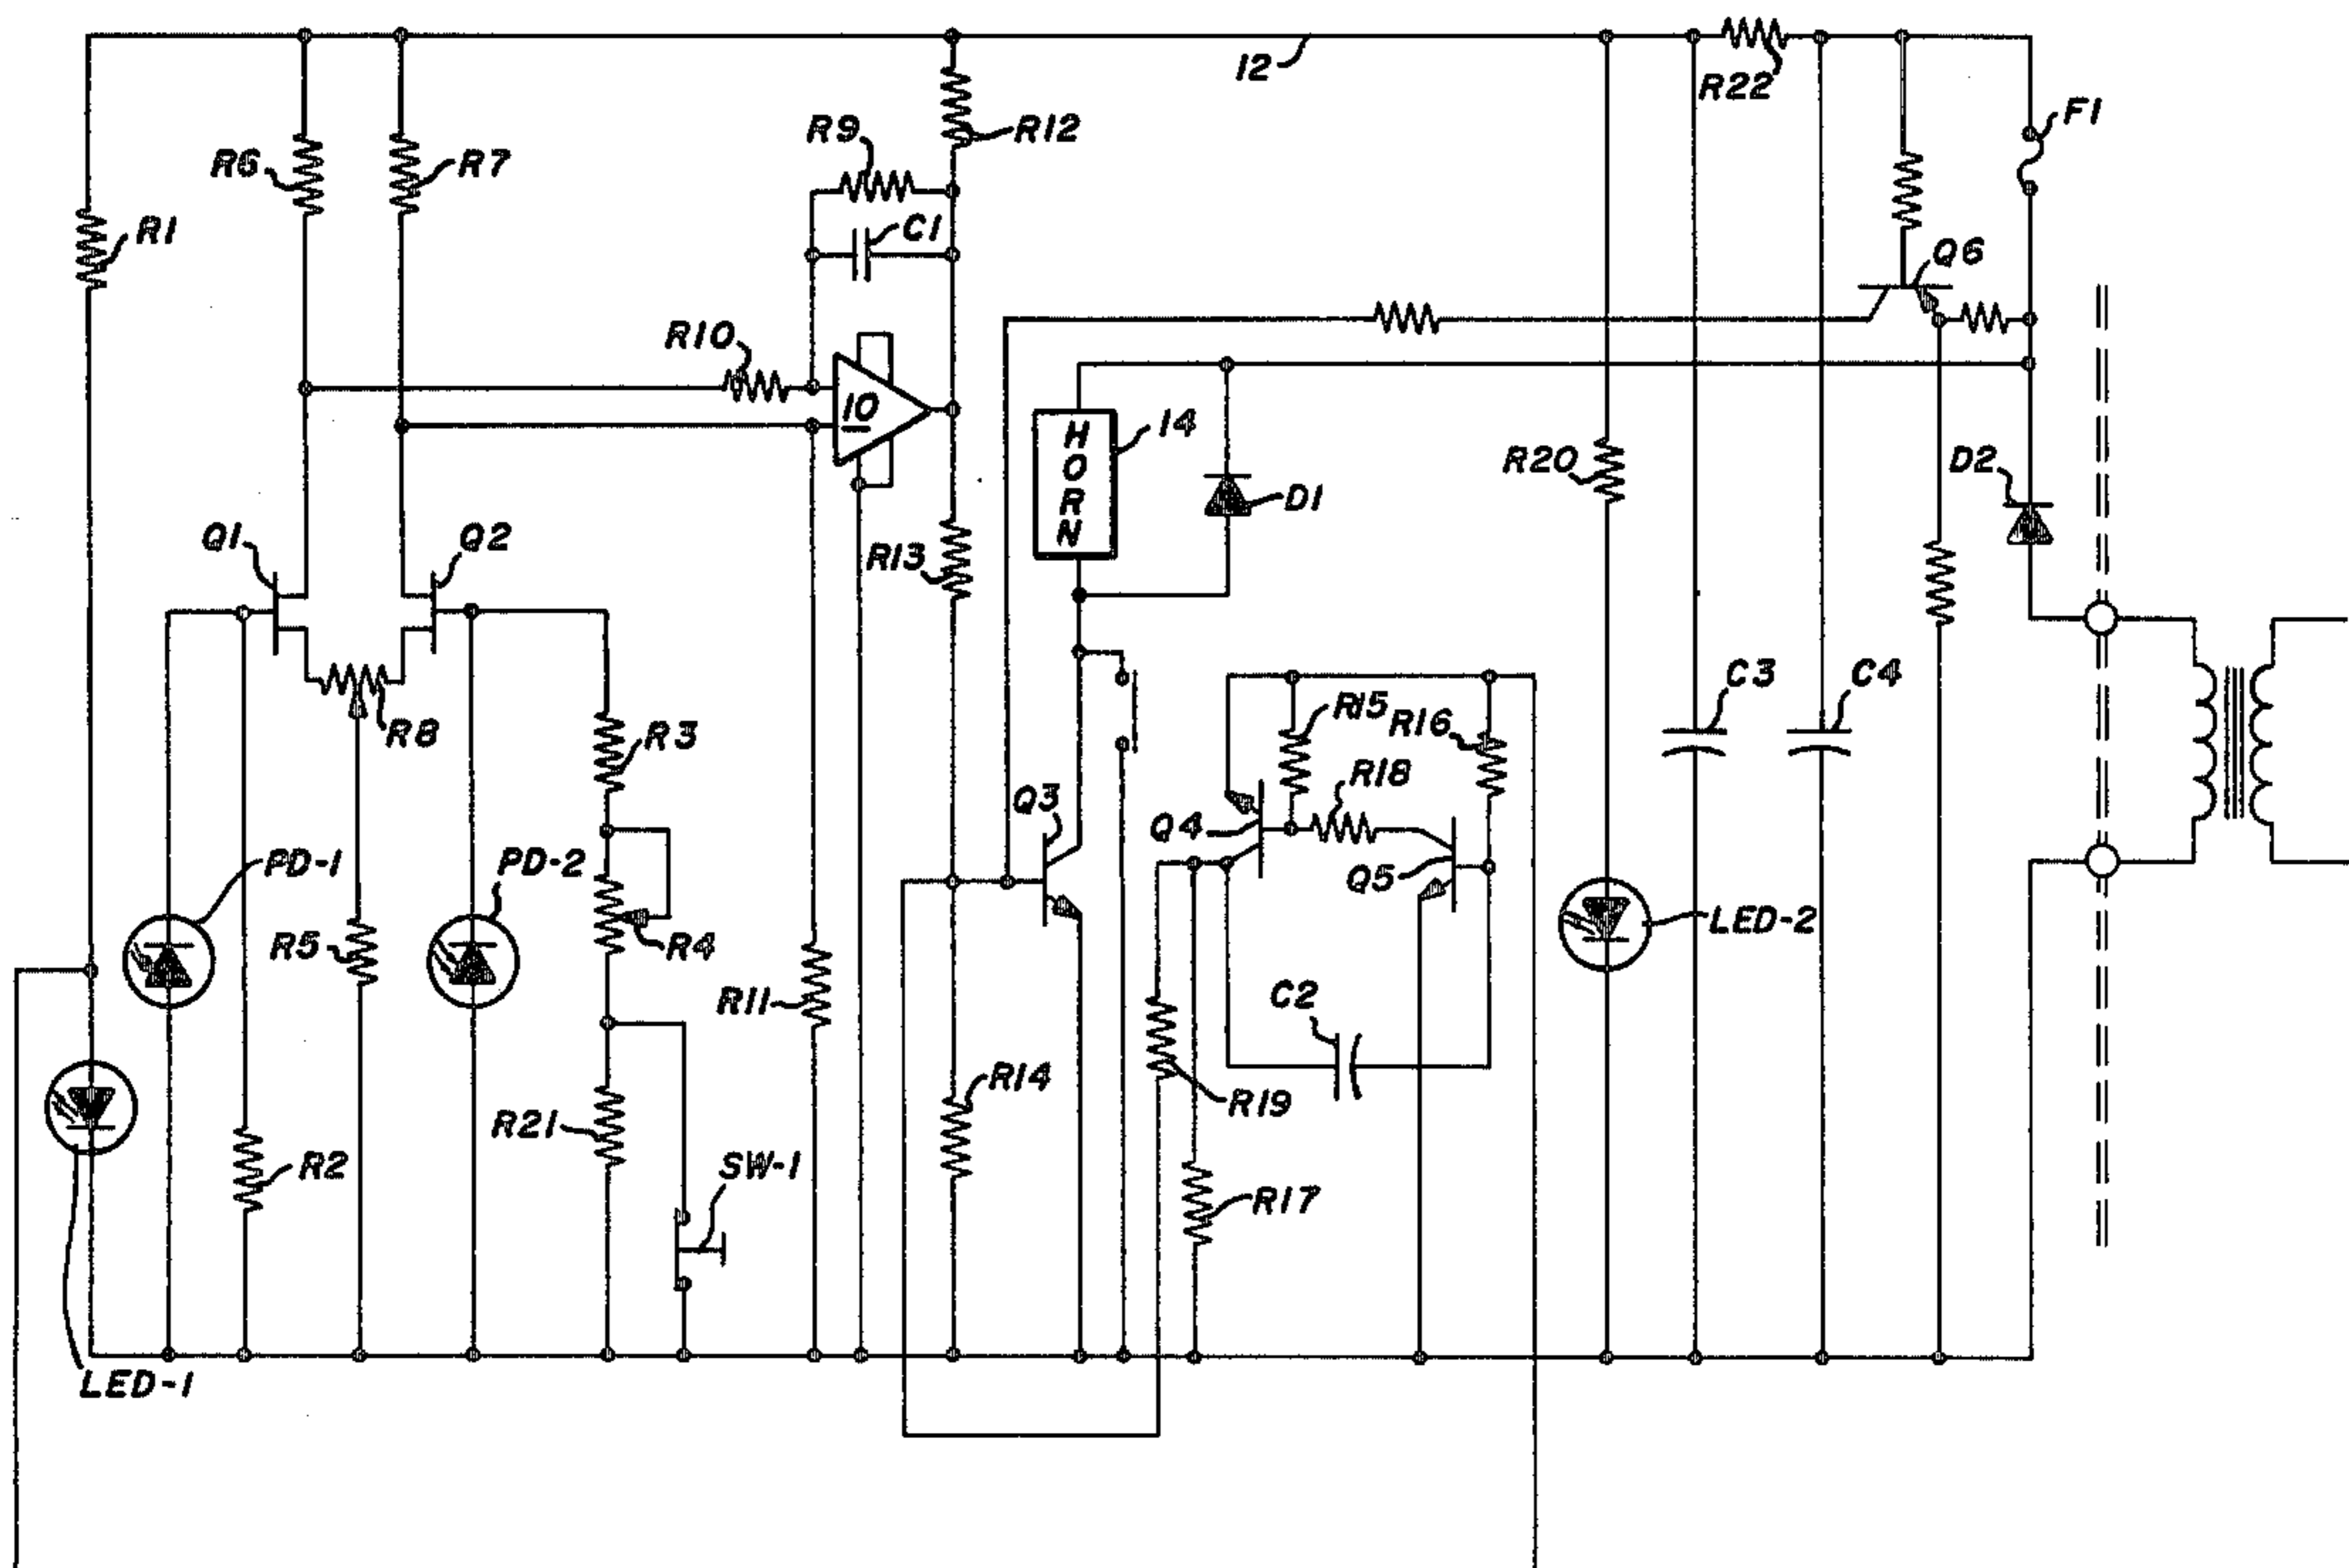 12
R22
F1
R9
R12
R6
R7
C1
R1
Q6
R10
10
HORN
14
R20
D2
D1
Q1
Q2
R13
C3
C4
R8
R3
R15
R16
R18
Q3
Q4
Q5
PD-1
PD-2
R5
R4
LED-2
R11
C2
R14
R19
R21
R2
SW-1
R17
LED-1